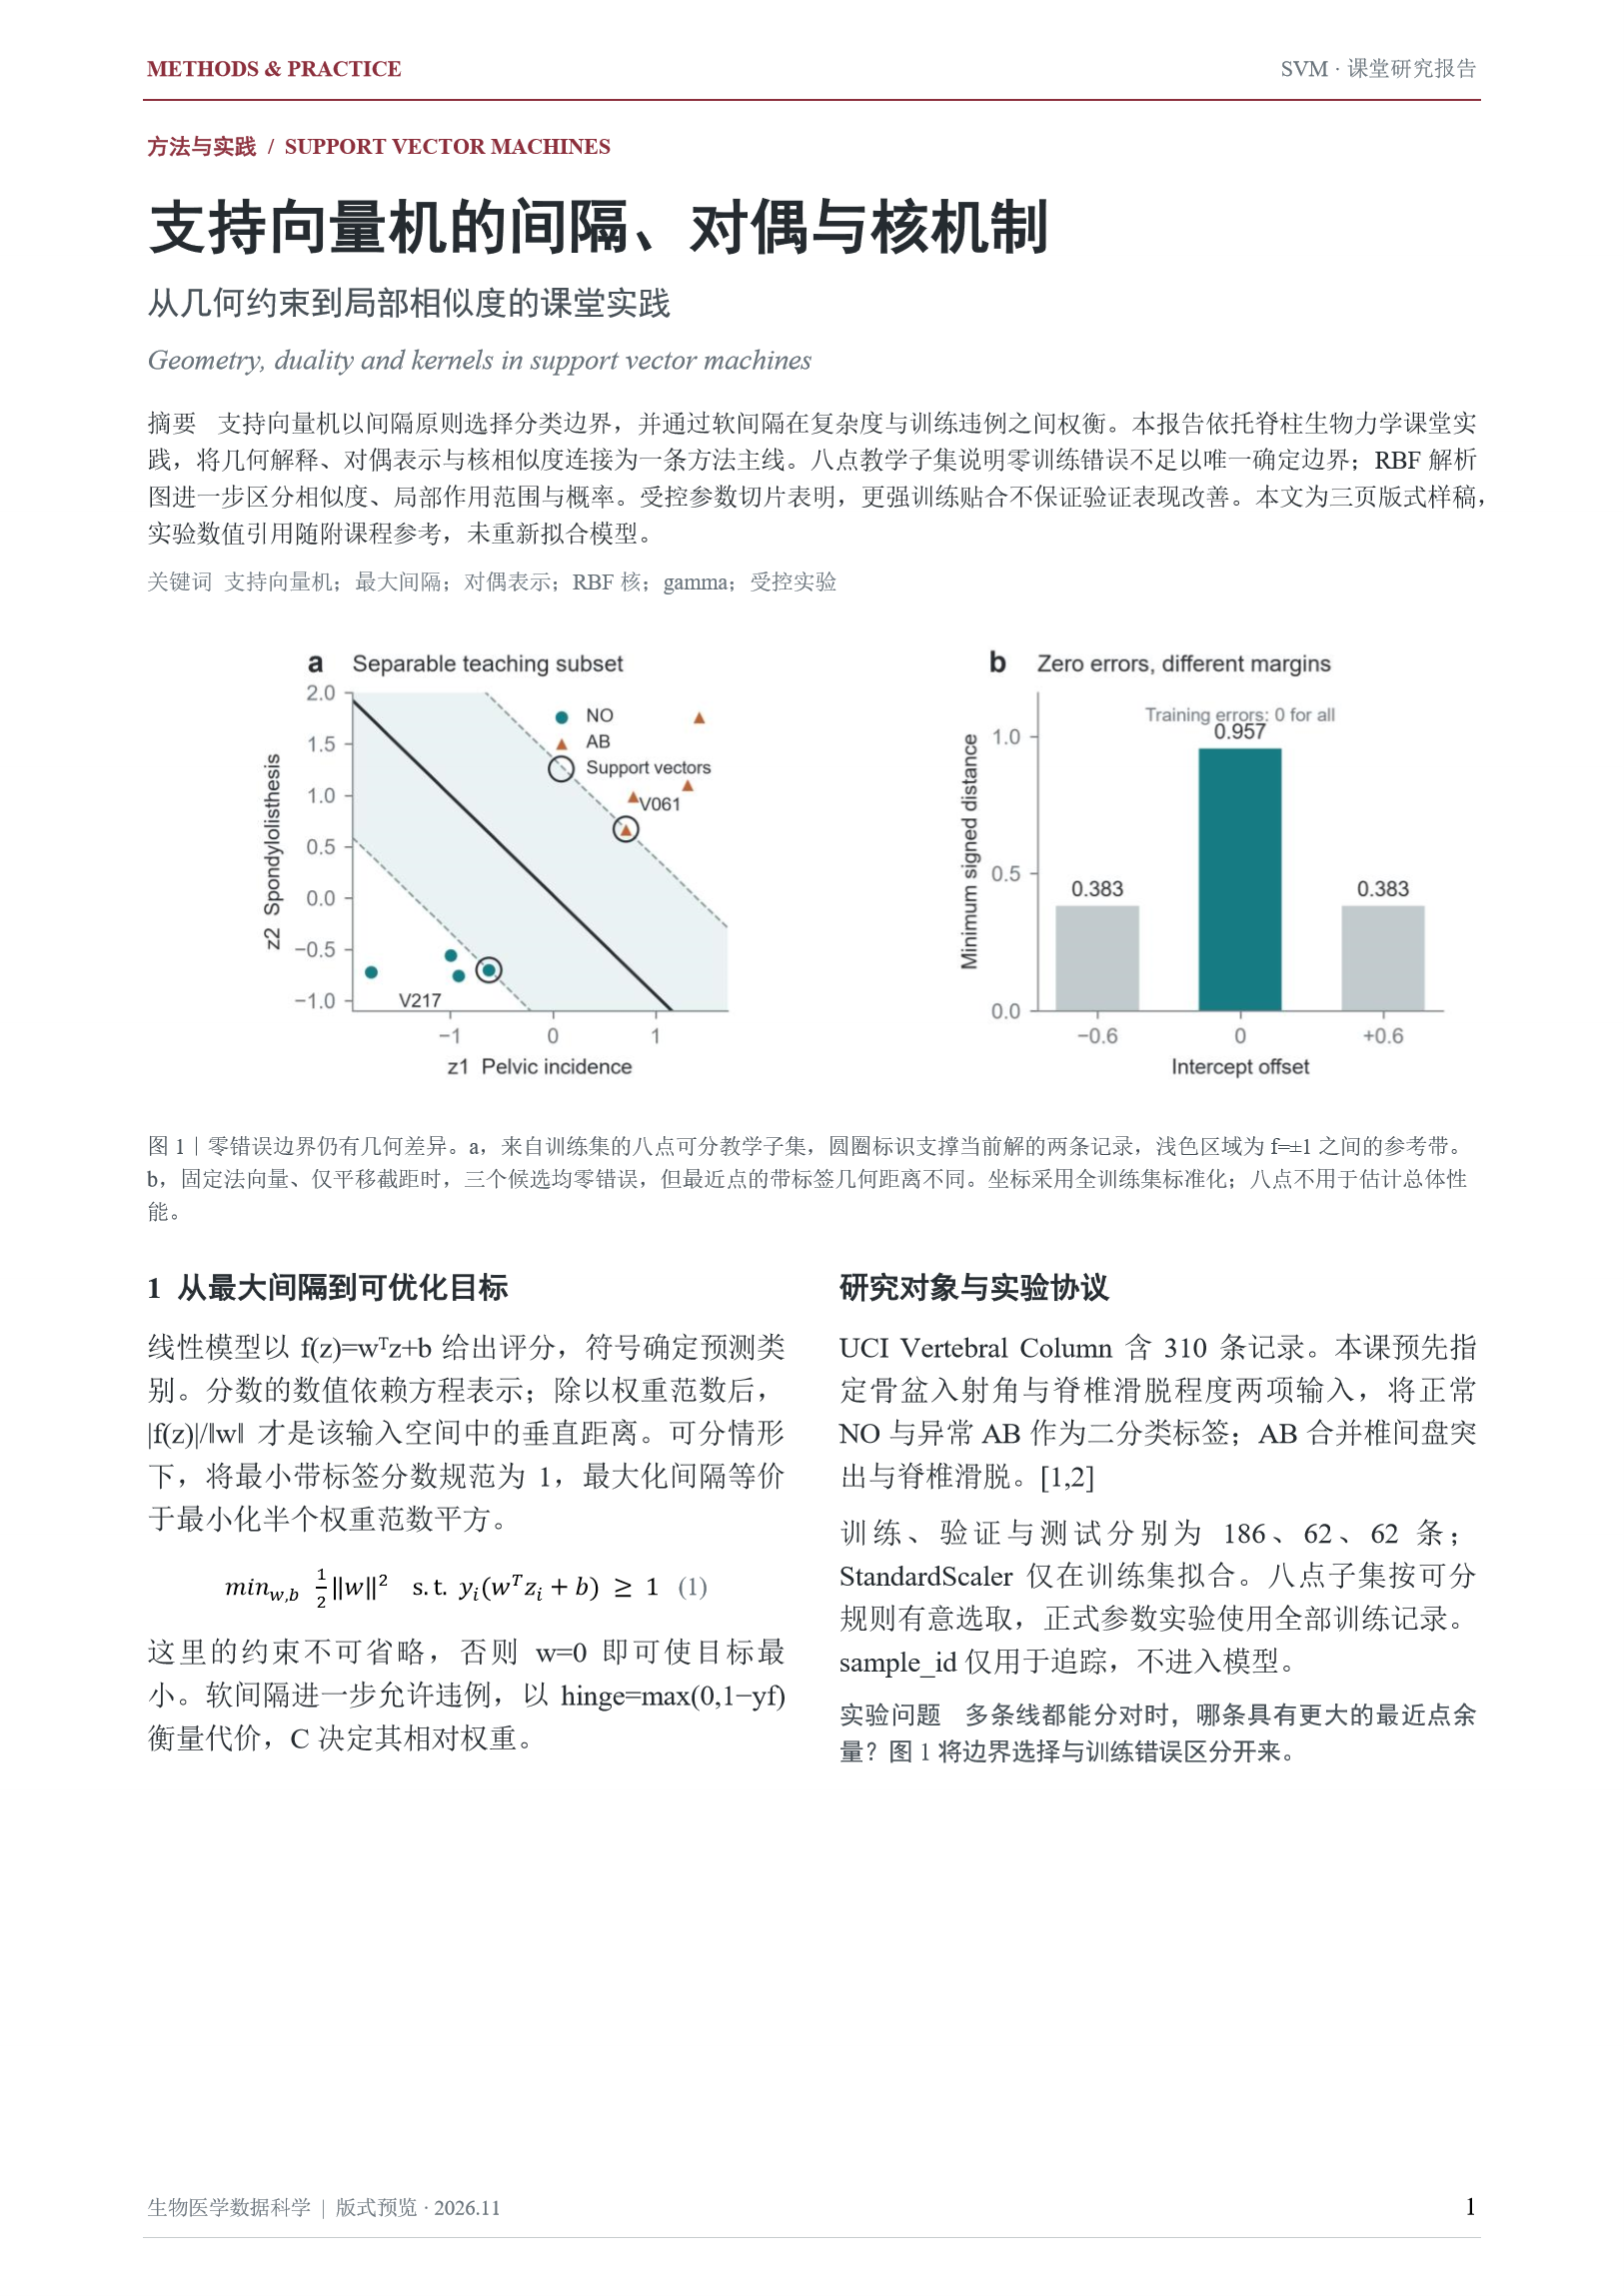 METHODS & PRACTICE
SVM · 课堂研究报告
方法与实践 / SUPPORT VECTOR MACHINES
支持向量机的间隔、对偶与核机制
从几何约束到局部相似度的课堂实践
Geometry, duality and kernels in support vector machines
摘要 支持向量机以间隔原则选择分类边界，并通过软间隔在复杂度与训练违例之间权衡。本报告依托脊柱生物力学课堂实
践，将几何解释、对偶表示与核相似度连接为一条方法主线。八点教学子集说明零训练错误不足以唯一确定边界；RBF 解析
图进一步区分相似度、局部作用范围与概率。受控参数切片表明，更强训练贴合不保证验证表现改善。本文为三页版式样稿，
实验数值引用随附课程参考，未重新拟合模型。
关键词 支持向量机；最大间隔；对偶表示；RBF 核；gamma；受控实验
a Separable teaching subset
2.0
1.5
1.0
0.5
0.0
−0.5
−1.0
z2 Spondylolisthesis
NO
AB
Support vectors
V061
V217
−1
0
1
z1 Pelvic incidence
b Zero errors, different margins
Training errors: 0 for all
1.0
0.5
0.0
Minimum signed distance
0.383
0.957
0.383
−0.6
0
+0.6
Intercept offset
图 1｜零错误边界仍有几何差异。a，来自训练集的八点可分教学子集，圆圈标识支撑当前解的两条记录，浅色区域为 f=±1 之间的参考带。
b，固定法向量、仅平移截距时，三个候选均零错误，但最近点的带标签几何距离不同。坐标采用全训练集标准化；八点不用于估计总体性
能。
1 从最大间隔到可优化目标
线性模型以 f(z)=wᵀz+b 给出评分，符号确定预测类
别。分数的数值依赖方程表示；除以权重范数后，
|f(z)|/‖w‖ 才是该输入空间中的垂直距离。可分情形
下，将最小带标签分数规范为 1，最大化间隔等价
于最小化半个权重范数平方。
min_{w,b} ½‖w‖² s.t. yᵢ(wᵀzᵢ + b) ≥ 1 (1)
这里的约束不可省略，否则 w=0 即可使目标最
小。软间隔进一步允许违例，以 hinge=max(0,1−yf)
衡量代价，C 决定其相对权重。
研究对象与实验协议
UCI Vertebral Column 含 310 条记录。本课预先指
定骨盆入射角与脊椎滑脱程度两项输入，将正常
NO 与异常 AB 作为二分类标签；AB 合并椎间盘突
出与脊椎滑脱。[1,2]
训练、验证与测试分别为 186、62、62 条；
StandardScaler 仅在训练集拟合。八点子集按可分
规则有意选取，正式参数实验使用全部训练记录。
sample_id 仅用于追踪，不进入模型。
实验问题 多条线都能分对时，哪条具有更大的最近点余
量？图 1 将边界选择与训练错误区分开来。
生物医学数据科学｜版式预览 · 2026.11
1